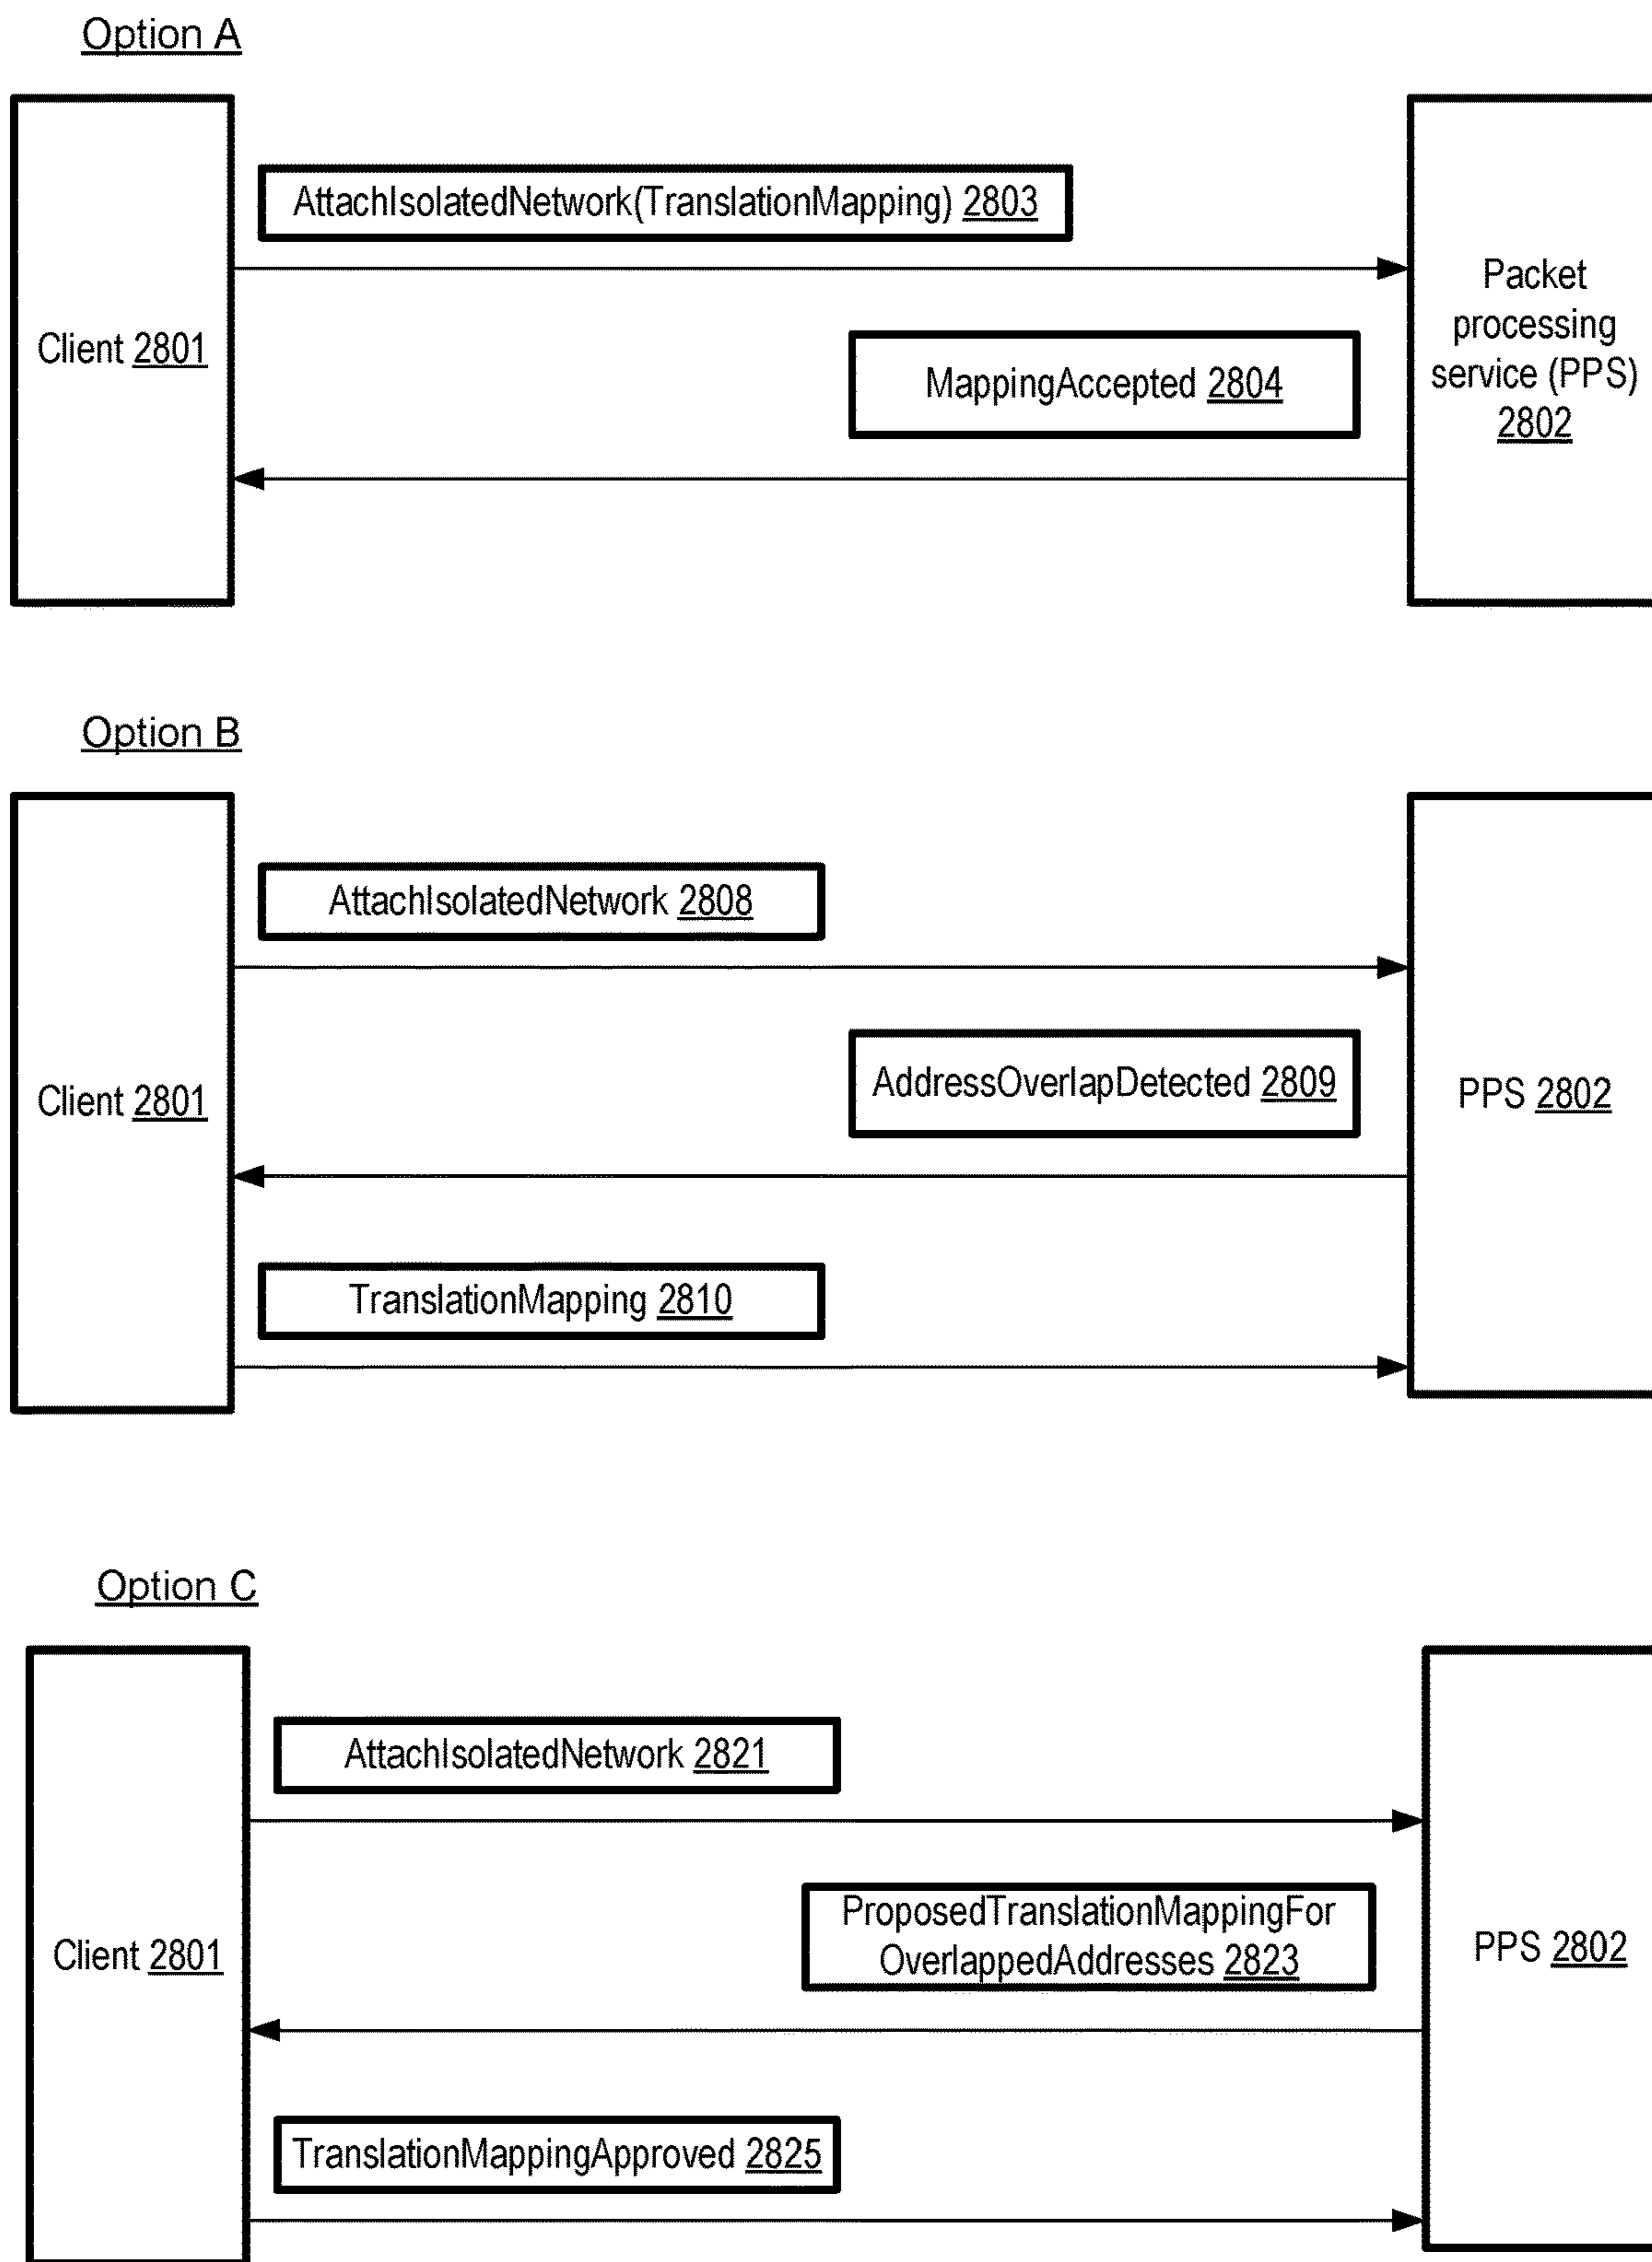 Option A
AttachIsolatedNetwork(TranslationMapping) 2803
Client 2801
MappingAccepted 2804
Packet
processing
service (PPS)
2802
Option B
AttachIsolatedNetwork 2808
AddressOverlapDetected 2809
Client 2801
PPS 2802
TranslationMapping 2810
Option C
AttachIsolatedNetwork 2821
ProposedTranslationMappingFor
OverlappedAddresses 2823
Client 2801
PPS 2802
TranslationMappingApproved 2825